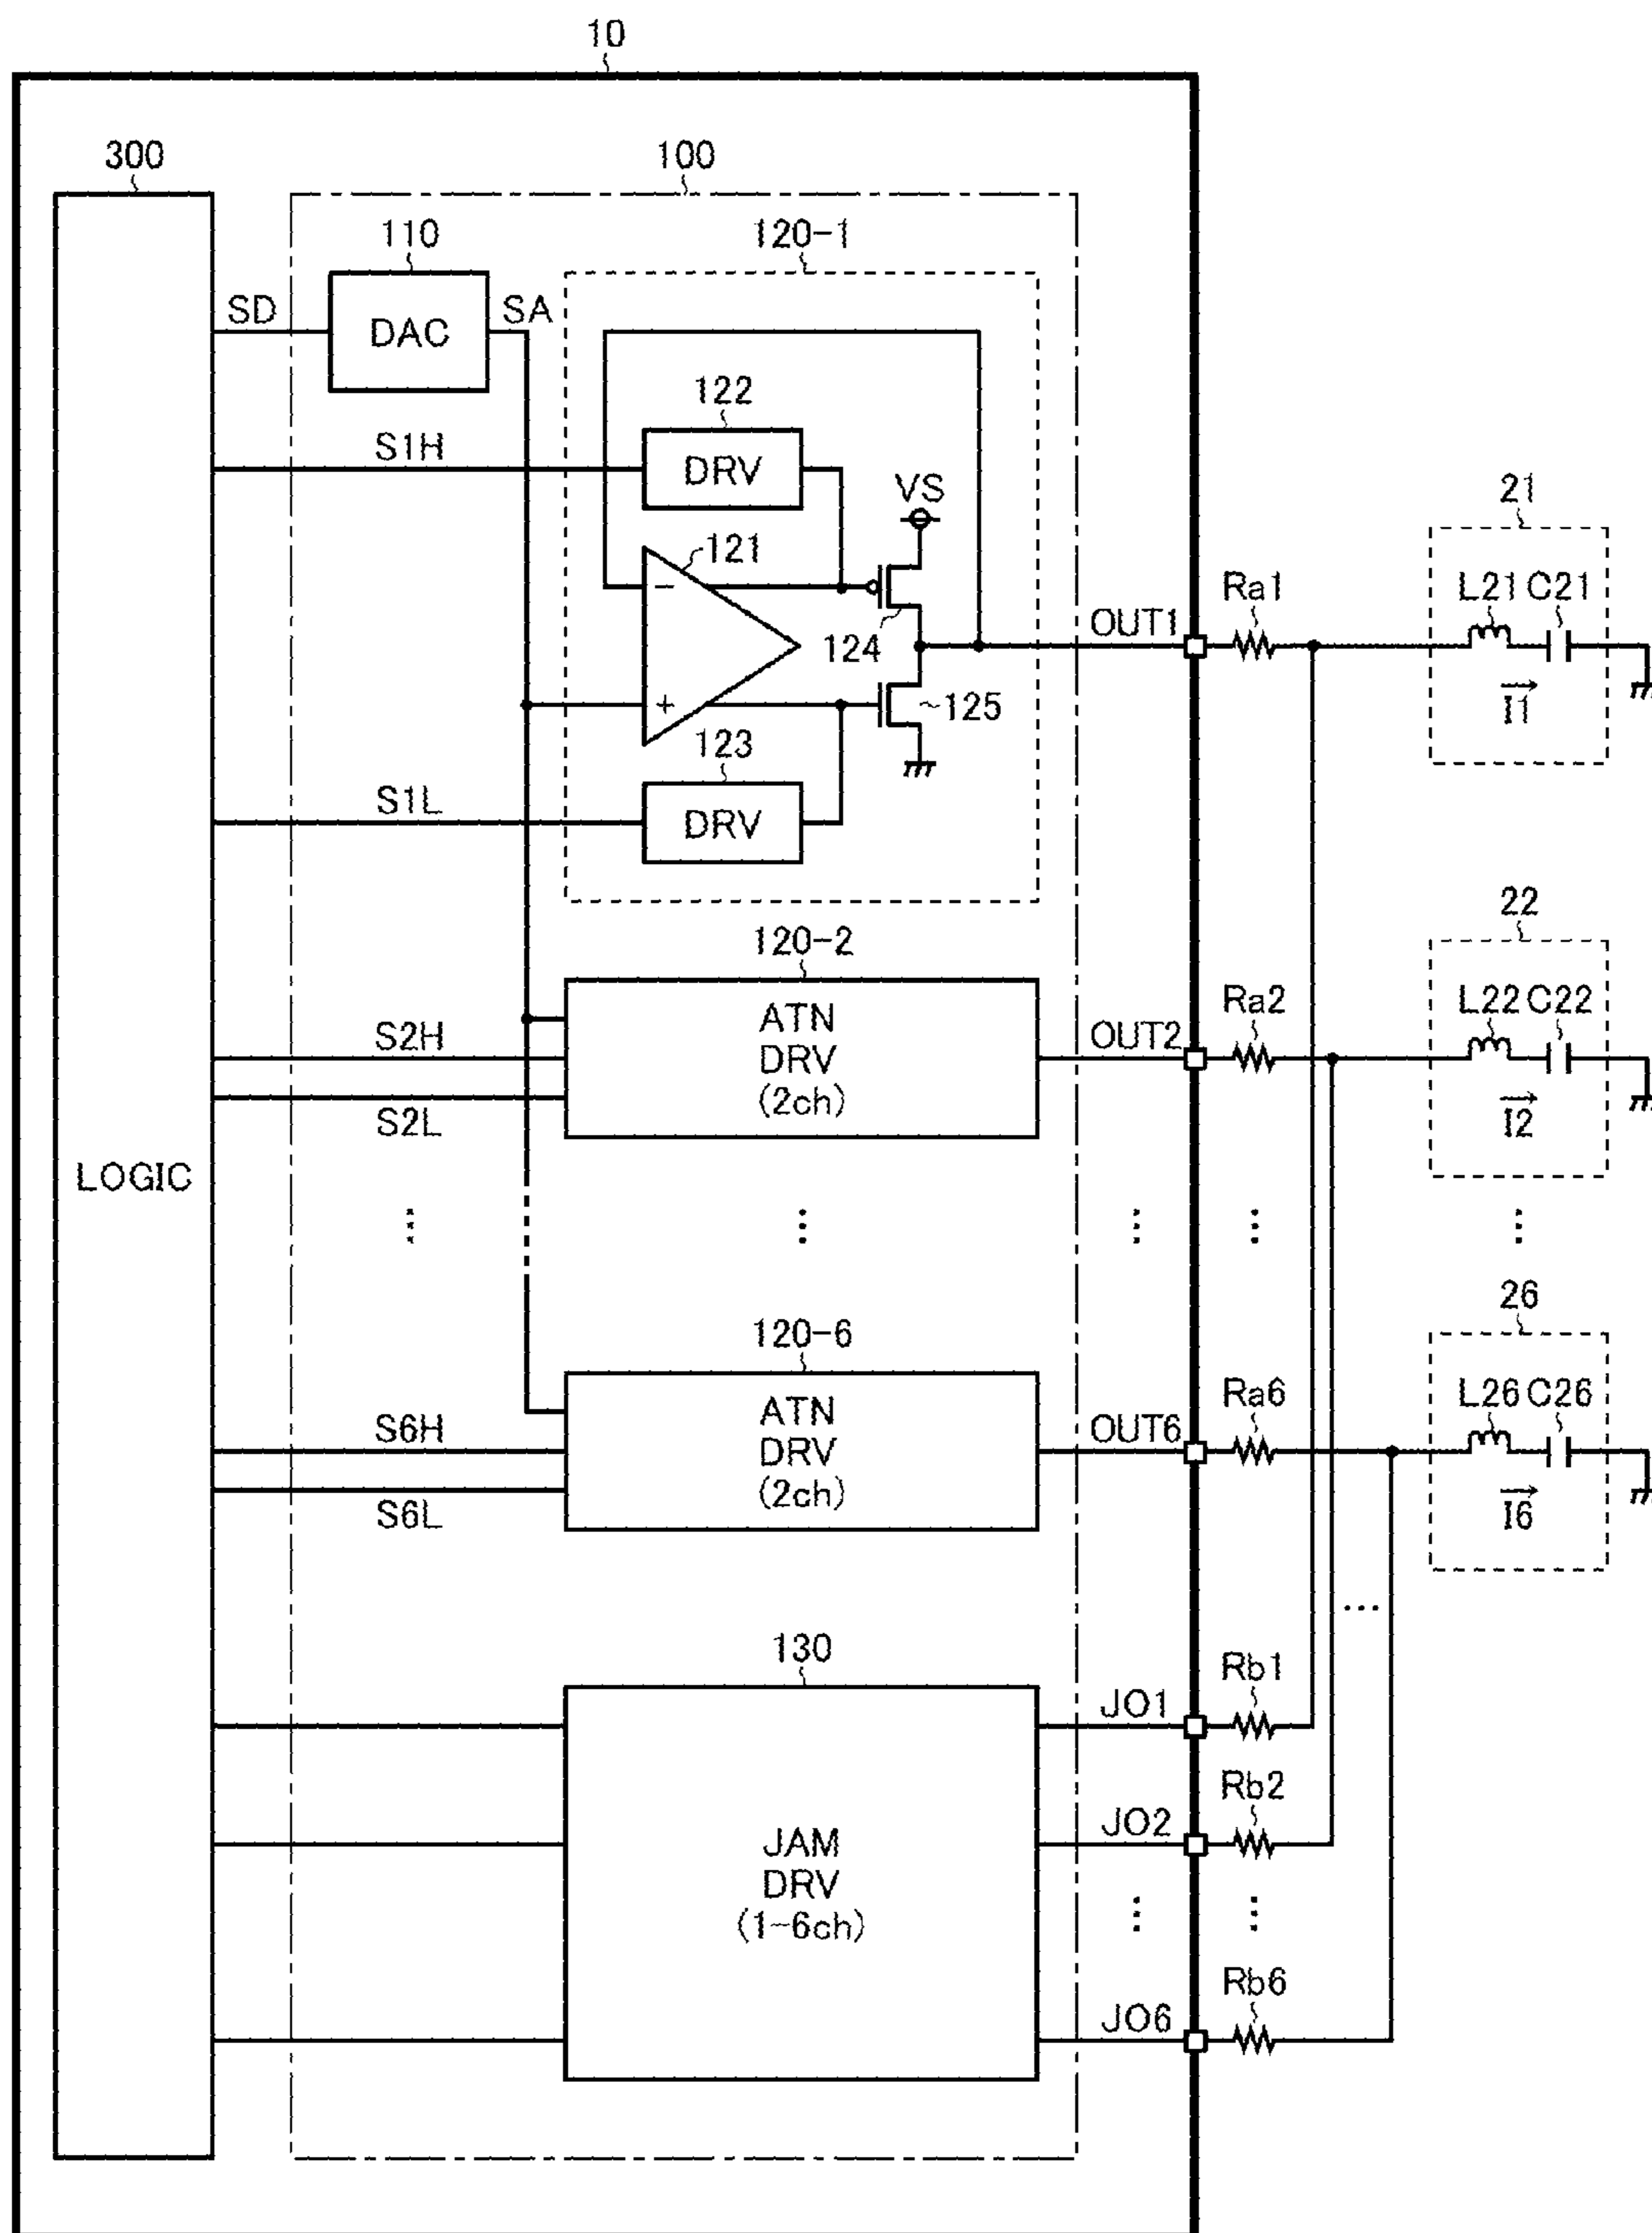 10
300
100
110
120-1
SD
DAC
SA
122
S1H
DRV
VS
21
121
−
Ra1
L21 C21
124
OUT1
+
125
I1
123
S1L
DRV
22
120-2
ATN
DRV
(2ch)
S2H
S2L
OUT2
Ra2
L22 C22
I2
LOGIC
⋮ ⋮ ⋮ ⋮ ⋮
26
120-6
ATN
DRV
(2ch)
S6H
S6L
OUT6
Ra6
L26 C26
I6
...
130
JAM
DRV
(1-6ch)
JO1
Rb1
JO2
Rb2
⋮ ⋮
JO6
Rb6